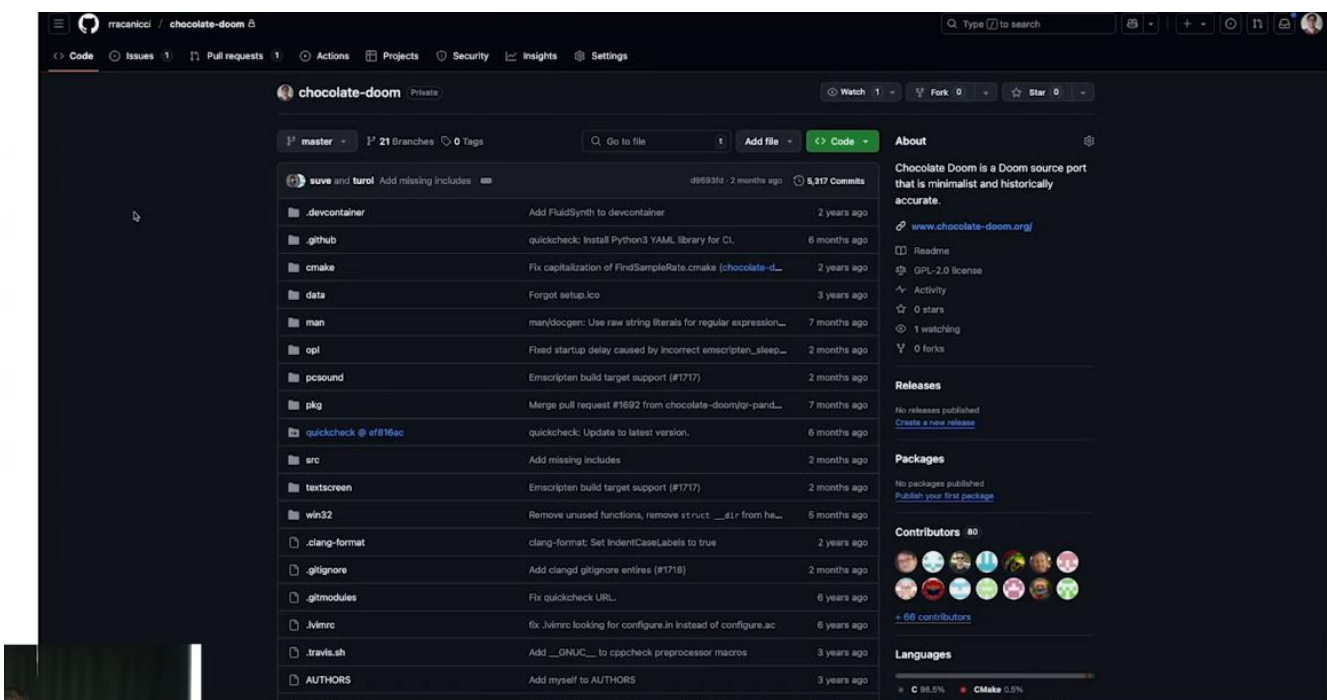 rracanicci / chocolate-doom
Type / to search
Code Issues 1 Pull requests 1 Actions Projects Security Insights Settings
chocolate-doom Private
Watch 1 Fork 0 Star 0
master 21 Branches 0 Tags
Go to file t Add file Code
suve and turol Add missing includes
d9593fd · 2 months ago 5,317 Commits
.devcontainer Add FluidSynth to devcontainer 2 years ago
.github quickcheck: Install Python3 YAML library for CI. 6 months ago
cmake Fix capitalization of FindSampleRate.cmake (chocolate-d... 2 years ago
data Forgot setup.ico 3 years ago
man man/docgen: Use raw string literals for regular expression... 7 months ago
opl Fixed startup delay caused by incorrect emscripten_sleep... 2 months ago
pcsound Emscripten build target support (#1717) 2 months ago
pkg Merge pull request #1692 from chocolate-doom/qr-pand... 7 months ago
quickcheck @ ef816ac quickcheck: Update to latest version. 6 months ago
src Add missing includes 2 months ago
textscreen Emscripten build target support (#1717) 2 months ago
win32 Remove unused functions, remove struct __dir from he... 5 months ago
.clang-format clang-format: Set IndentCaseLabels to true 2 years ago
.gitignore Add clangd gitignore entires (#1718) 2 months ago
.gitmodules Fix quickcheck URL. 6 years ago
.lvimrc fix .lvimrc looking for configure.in instead of configure.ac 6 years ago
.travis.sh Add __GNUC__ to cppcheck preprocessor macros 3 years ago
AUTHORS Add myself to AUTHORS 3 years ago
About
Chocolate Doom is a Doom source port
that is minimalist and historically
accurate.
www.chocolate-doom.org/
Readme
GPL-2.0 license
Activity
0 stars
1 watching
0 forks
Releases
No releases published
Create a new release
Packages
No packages published
Publish your first package
Contributors 80
+ 66 contributors
Languages
C 98.5% CMake 0.5%